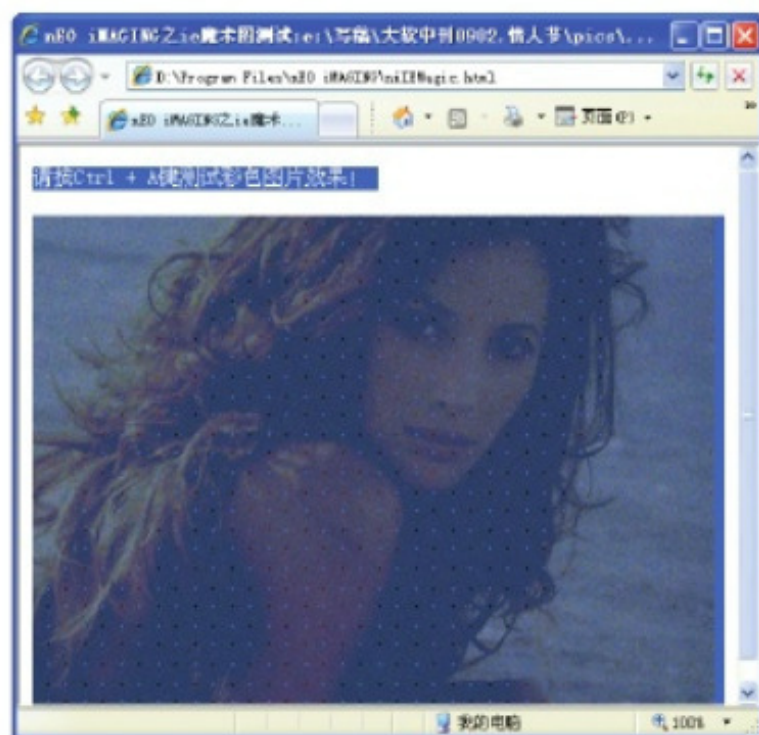 nEO iMAGING之ie魔术图测试:e:\写稿\大软中刊0902.情人节\pics\...
D:\Program Files\nEO iMAGING\niIEMagic.html
nEO iMAGING之ie魔术...
页面(P)
请按Ctrl + A键测试彩色图片效果!
我的电脑
100%